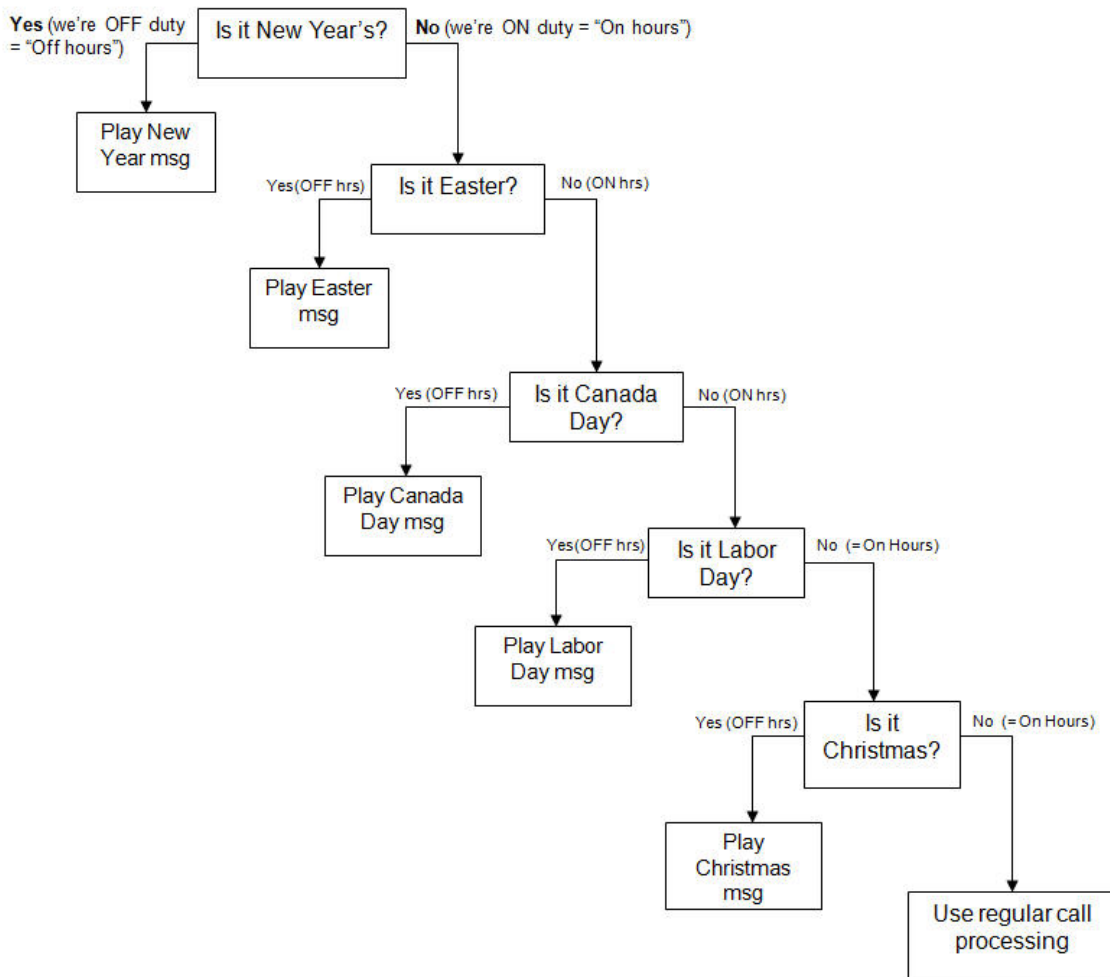 Yes (we're OFF duty
= "Off hours")
Is it New Year's?
No (we're ON duty = "On hours")
Play New
Year msg
Yes(OFF hrs)
Is it Easter?
No (ON hrs)
Play Easter
msg
Yes (OFF hrs)
Is it Canada
Day?
No (ON hrs)
Play Canada
Day msg
Yes(OFF hrs)
Is it Labor
Day?
No (= On Hours)
Play Labor
Day msg
Yes (OFF hrs)
Is it
Christmas?
No (= On Hours)
Play
Christmas
msg
Use regular call
processing